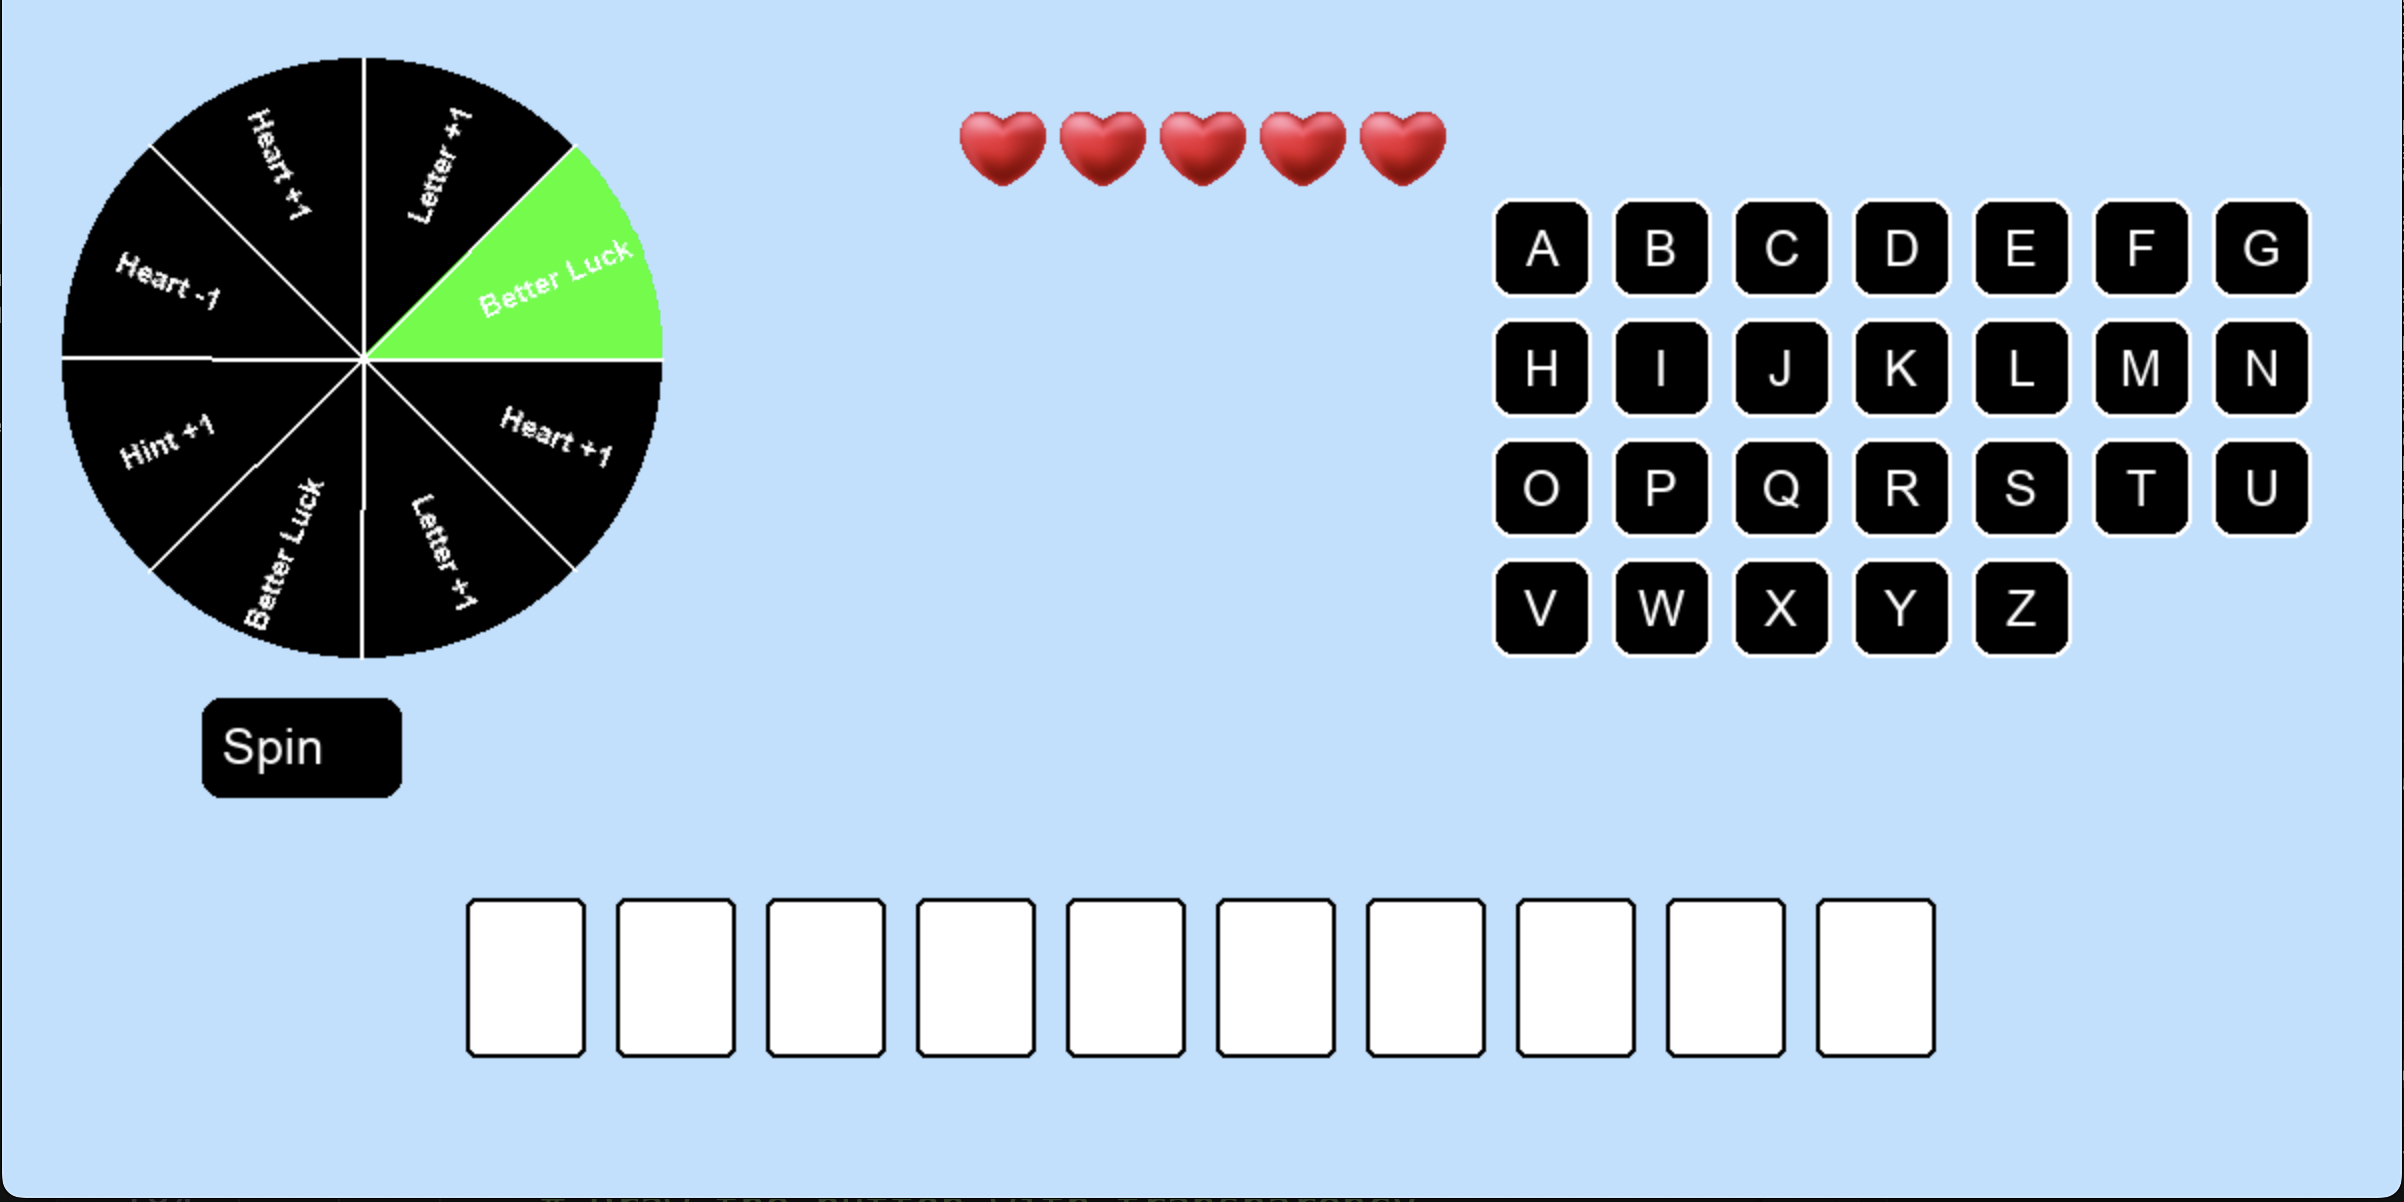 Heart +1
Letter +1
Better Luck
Heart +1
Letter +1
Better Luck
Hint +1
Heart -1
Spin
A B C D E F G
H I J K L M N
O P Q R S T U
V W X Y Z